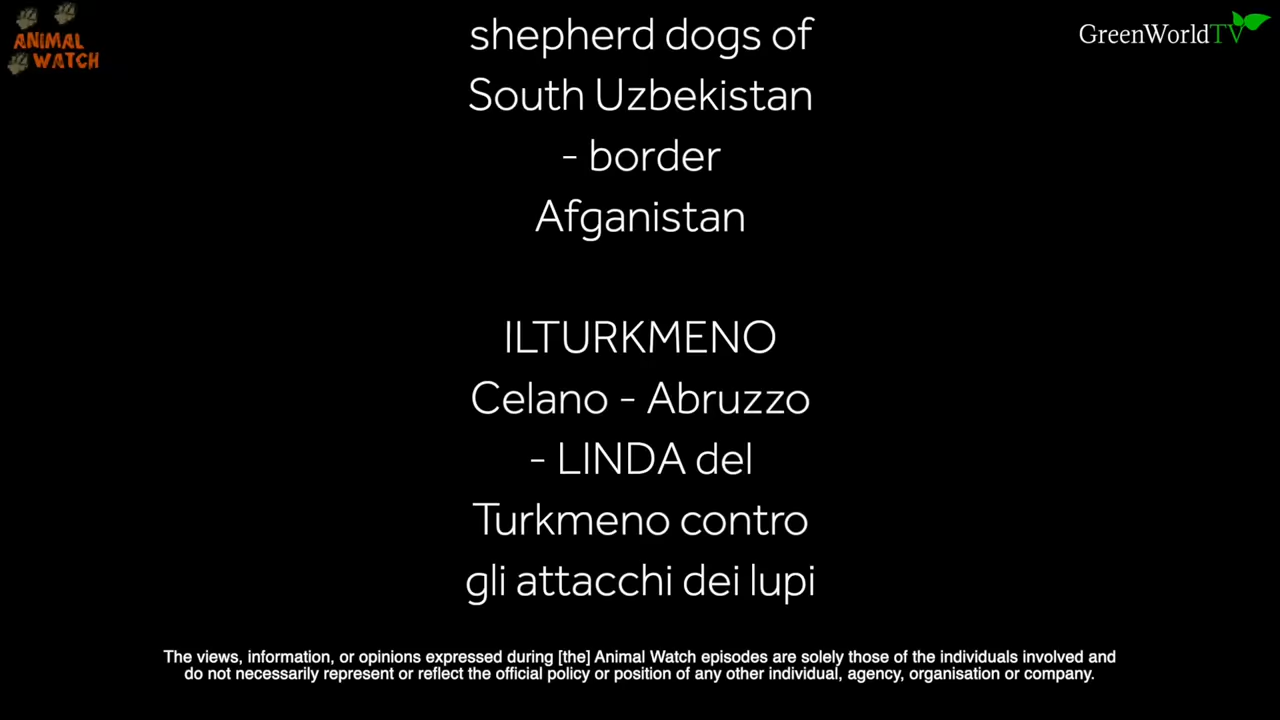 ANIMAL
WATCH
GreenWorldTV
shepherd dogs of
South Uzbekistan
- border
Afganistan
ILTURKMENO
Celano - Abruzzo
- LINDA del
Turkmeno contro
gli attacchi dei lupi
The views, information, or opinions expressed during [the] Animal Watch episodes are solely those of the individuals involved and
do not necessarily represent or reflect the official policy or position of any other individual, agency, organisation or company.